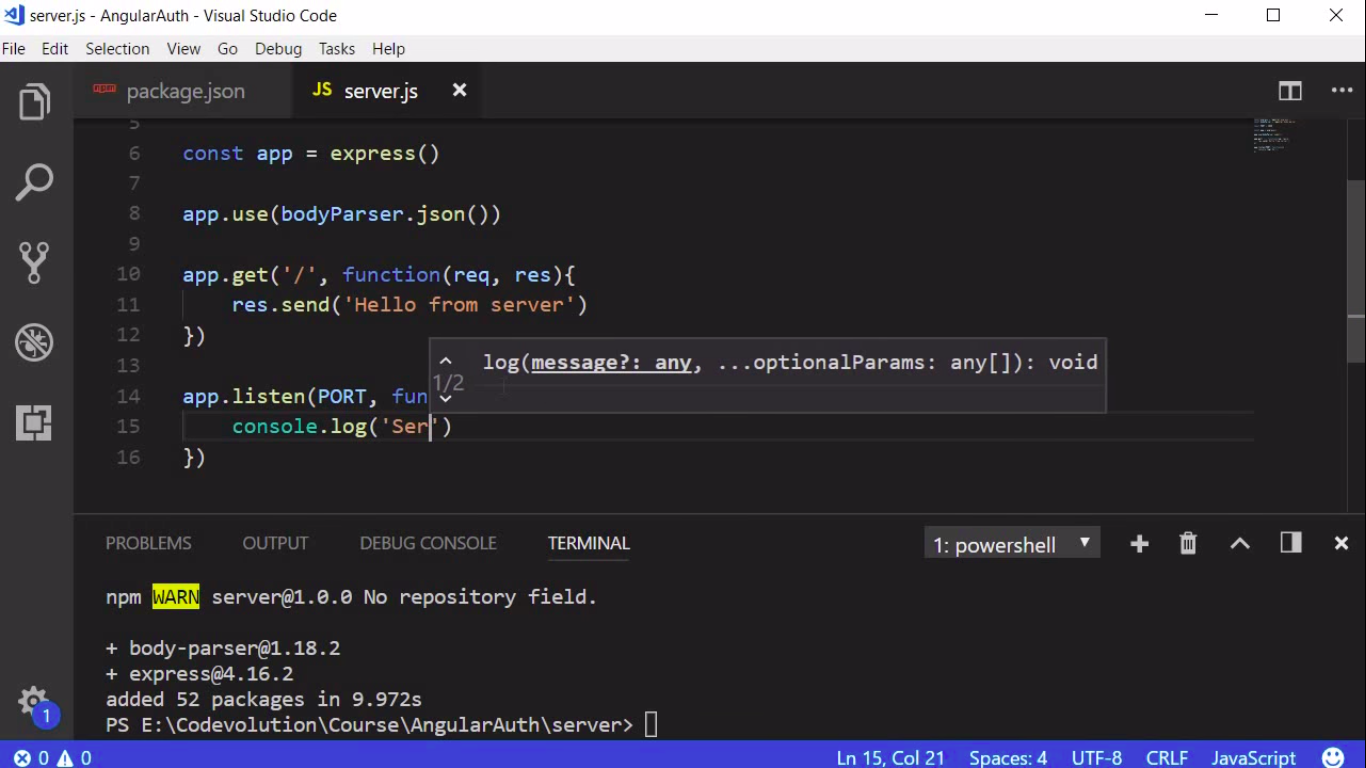 server.js - AngularAuth - Visual Studio Code
File Edit Selection View Go Debug Tasks Help
npm package.json JS server.js
5
6 const app = express()
7
8 app.use(bodyParser.json())
9
10 app.get('/', function(req, res){
11     res.send('Hello from server')
12 })
13
log(message?: any, ...optionalParams: any[]): void
1/2
14 app.listen(PORT, fun
15     console.log('Ser')
16 })
PROBLEMS OUTPUT DEBUG CONSOLE TERMINAL 1: powershell
npm WARN server@1.0.0 No repository field.
+ body-parser@1.18.2
+ express@4.16.2
added 52 packages in 9.972s
PS E:\Codevolution\Course\AngularAuth\server>
1
0 0 Ln 15, Col 21 Spaces: 4 UTF-8 CRLF JavaScript